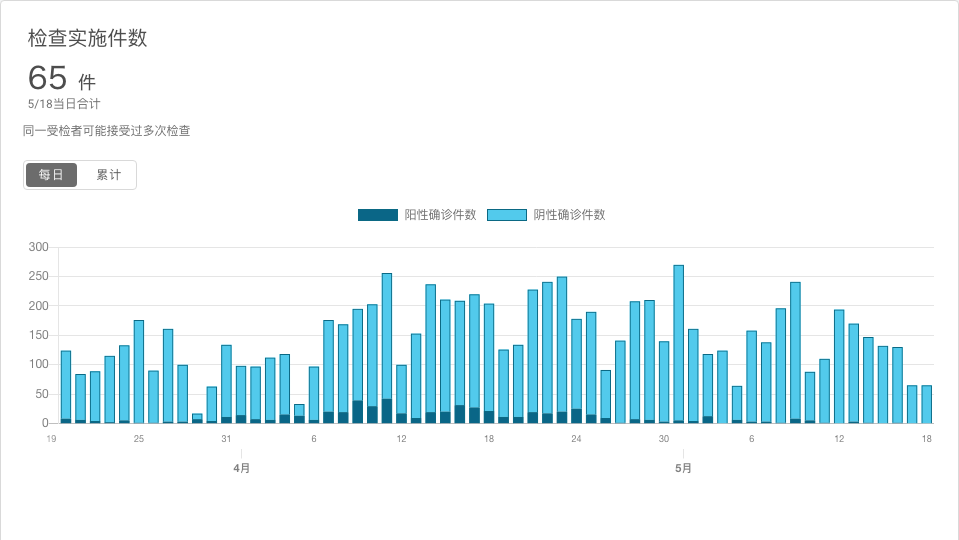 检查实施件数
65 件
5/18当日合计
同一受检者可能接受过多次检查
每日 累计
阳性确诊件数 阴性确诊件数
300
250
200
150
100
50
0
19 25 31 6 12 18 24 30 6 12 18
4月 5月